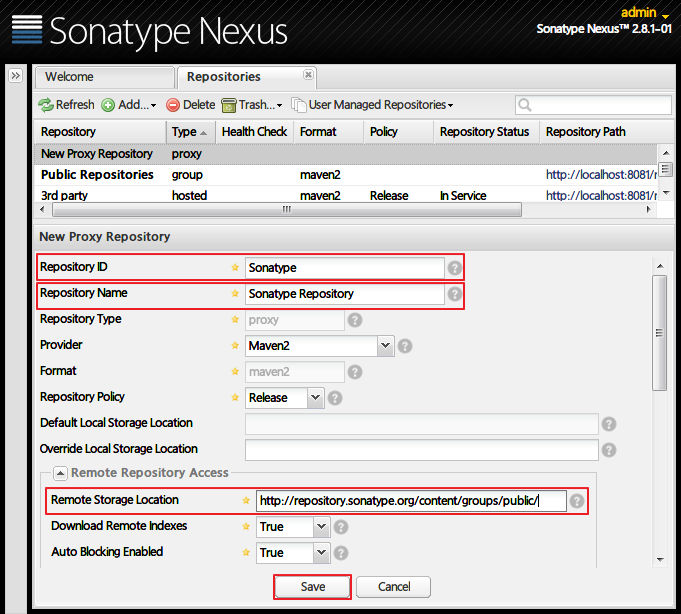 Sonatype Nexus
admin
Sonatype Nexus™ 2.8.1-01
Welcome
Repositories
Refresh Add... Delete Trash... User Managed Repositories
Repository Type Health Check Format Policy Repository Status Repository Path
New Proxy Repository proxy
Public Repositories group maven2 http://localhost:8081/r
3rd party hosted maven2 Release In Service http://localhost:8081/r
New Proxy Repository
Repository ID Sonatype
Repository Name Sonatype Repository
Repository Type proxy
Provider Maven2
Format maven2
Repository Policy Release
Default Local Storage Location
Override Local Storage Location
Remote Repository Access
Remote Storage Location http://repository.sonatype.org/content/groups/public/
Download Remote Indexes True
Auto Blocking Enabled True
Save Cancel